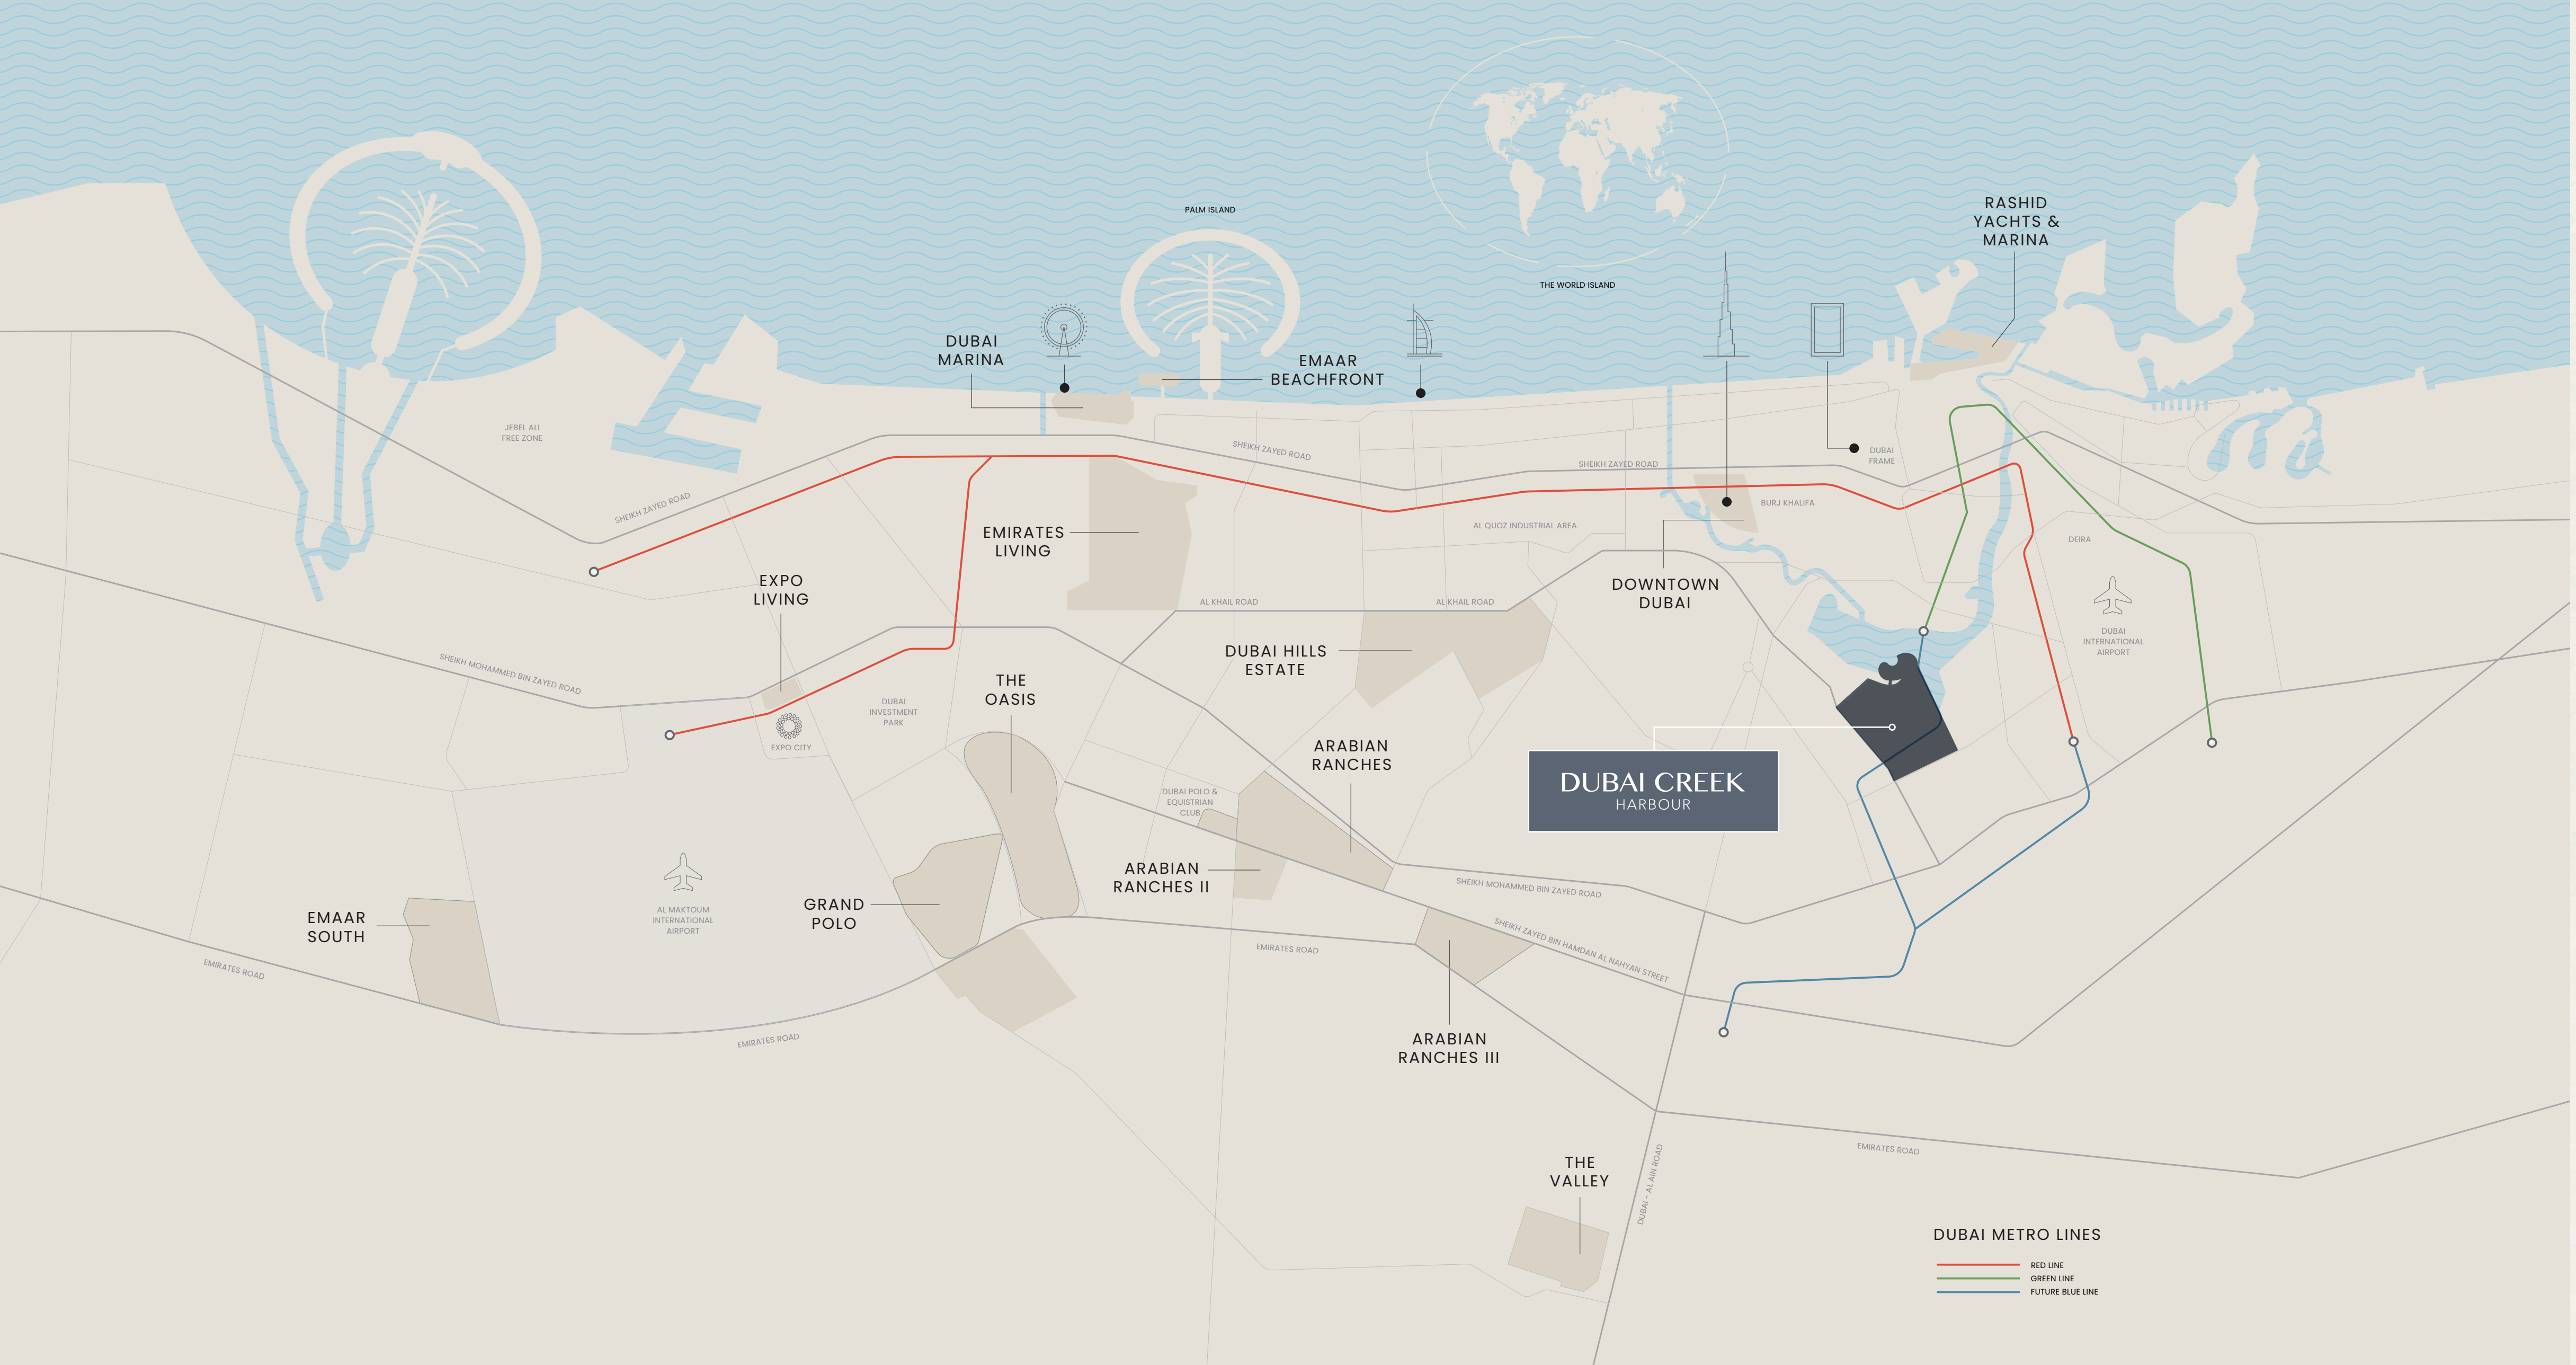 PALM ISLAND
THE WORLD ISLAND
RASHID
YACHTS &
MARINA
DUBAI
MARINA
EMAAR
BEACHFRONT
JEBEL ALI
FREE ZONE
SHEIKH ZAYED ROAD
SHEIKH ZAYED ROAD
SHEIKH ZAYED ROAD
DUBAI
FRAME
BURJ KHALIFA
AL QUOZ INDUSTRIAL AREA
DEIRA
EMIRATES
LIVING
EXPO
LIVING
DOWNTOWN
DUBAI
AL KHAIL ROAD
AL KHAIL ROAD
DUBAI
INTERNATIONAL
AIRPORT
DUBAI HILLS
ESTATE
SHEIKH MOHAMMED BIN ZAYED ROAD
THE
OASIS
DUBAI
INVESTMENT
PARK
EXPO CITY
ARABIAN
RANCHES
DUBAI CREEK
HARBOUR
DUBAI POLO &
EQUISTRIAN
CLUB
ARABIAN
RANCHES II
SHEIKH MOHAMMED BIN ZAYED ROAD
GRAND
POLO
EMAAR
SOUTH
AL MAKTOUM
INTERNATIONAL
AIRPORT
SHEIKH ZAYED BIN HAMDAN AL NAHYAN STREET
EMIRATES ROAD
EMIRATES ROAD
EMIRATES ROAD
ARABIAN
RANCHES III
EMIRATES ROAD
THE
VALLEY
DUBAI - AL AIN ROAD
DUBAI METRO LINES
RED LINE
GREEN LINE
FUTURE BLUE LINE